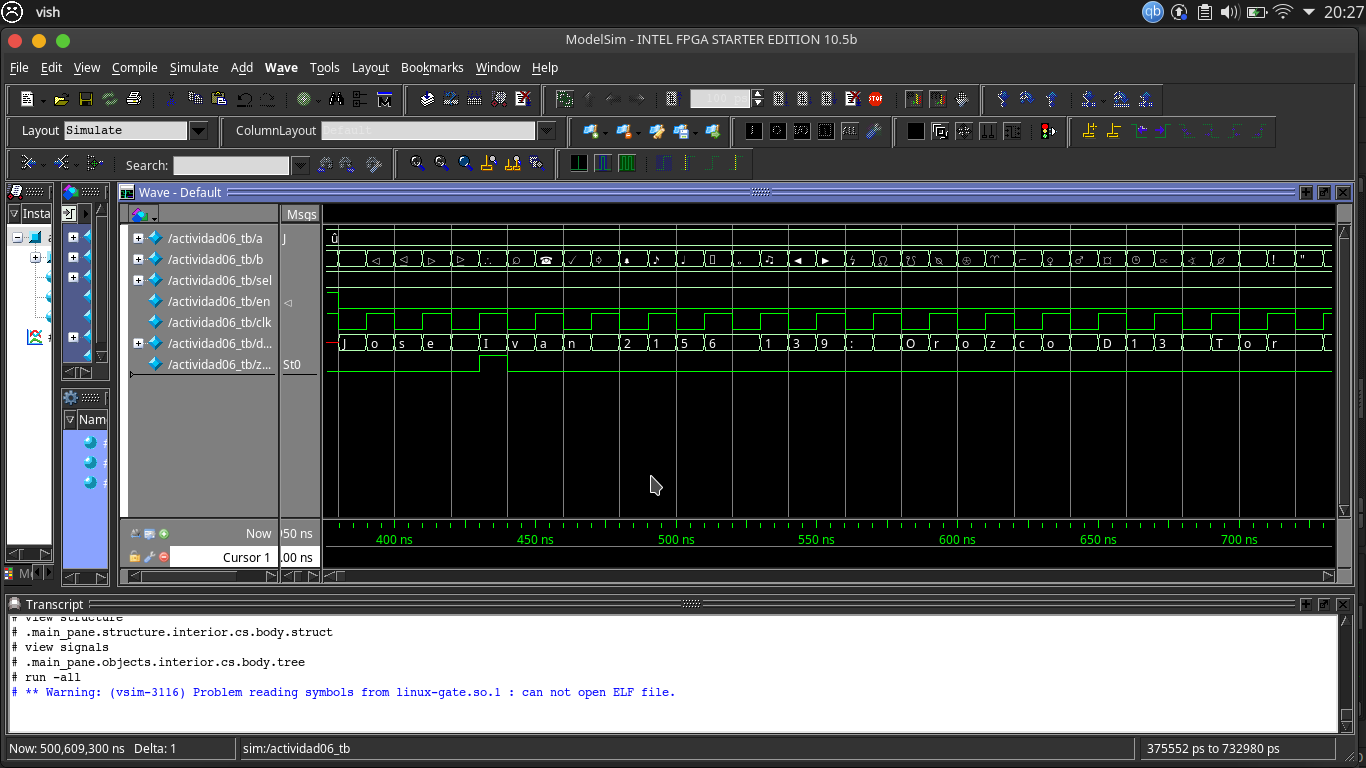 vish
qb
20:27
ModelSim - INTEL FPGA STARTER EDITION 10.5b
File Edit View Compile Simulate Add Wave Tools Layout Bookmarks Window Help
100 ps
STOP
Layout Simulate ColumnLayout Default
Search:
Insta
Wave - Default
Msgs
/actividad06_tb/a J û
/actividad06_tb/b
/actividad06_tb/sel
/actividad06_tb/en
/actividad06_tb/clk
/actividad06_tb/d... J o s e I v a n 2 1 5 6 1 3 9 : O r o z c o D 1 3 T o r
/actividad06_tb/z... St0
Nam
Now 950 ns 400 ns 450 ns 500 ns 550 ns 600 ns 650 ns 700 ns
Cursor 1 .00 ns
Transcript
# view structure
# .main_pane.structure.interior.cs.body.struct
# view signals
# .main_pane.objects.interior.cs.body.tree
# run -all
# ** Warning: (vsim-3116) Problem reading symbols from linux-gate.so.1 : can not open ELF file.
Now: 500,609,300 ns Delta: 1 sim:/actividad06_tb 375552 ps to 732980 ps